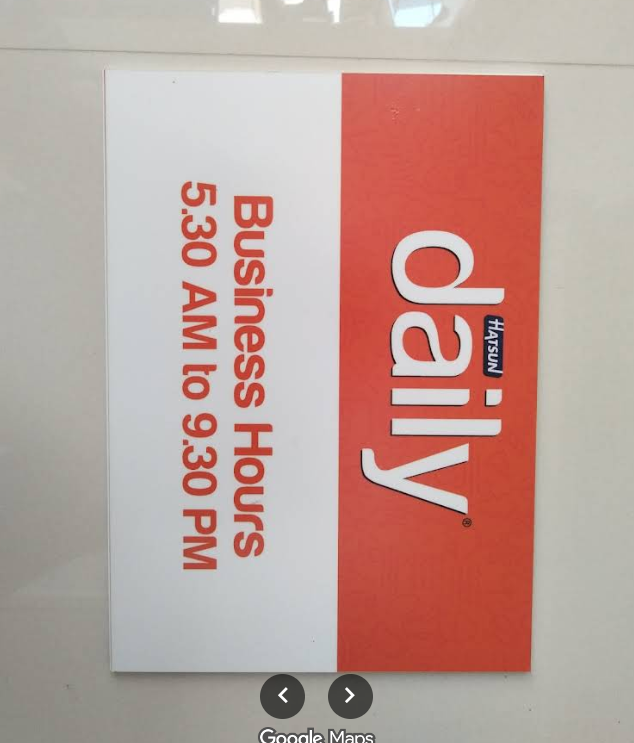 HATSUN
daily®
Business Hours
5.30 AM to 9.30 PM
Google Maps